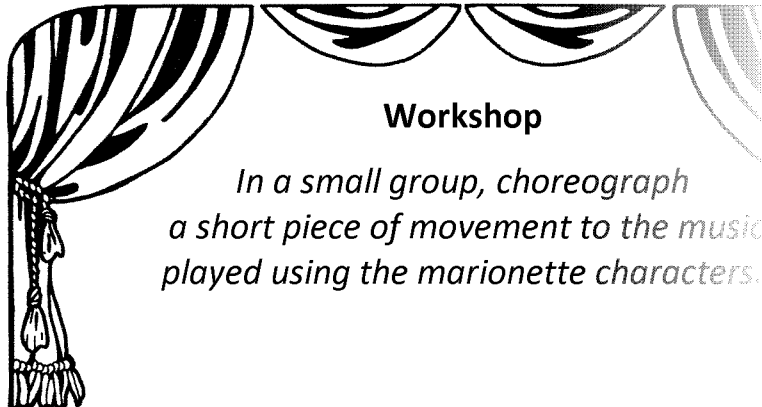 Workshop
In a small group, choreograph
a short piece of movement to the music
played using the marionette characters.